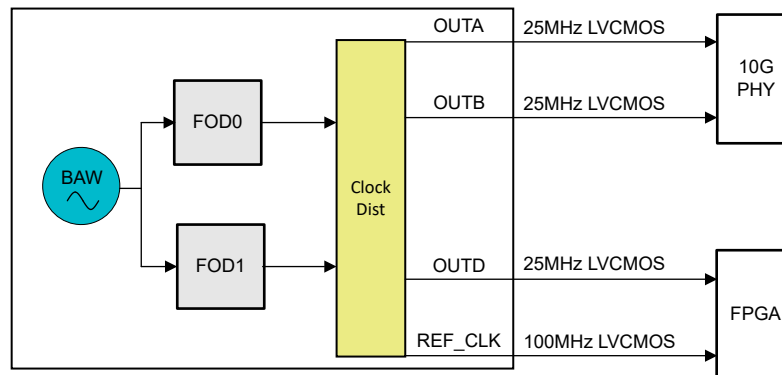 OUTA
25MHz LVCMOS
10G
PHY
FOD0
OUTB
25MHz LVCMOS
BAW
Clock
Dist
FOD1
OUTD
25MHz LVCMOS
FPGA
REF_CLK
100MHz LVCMOS